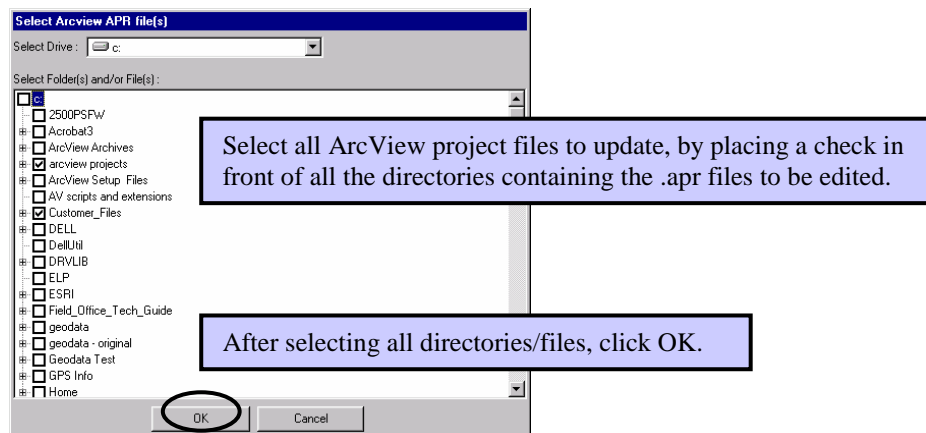 Select Arcview APR file(s)
Select Drive : c:
Select Folder(s) and/or File(s) :
c:
2500PSFW
Acrobat3
ArcView Archives
arcview projects
ArcView Setup Files
AV scripts and extensions
Customer_Files
DELL
DellUtil
DRVLIB
ELP
ESRI
Field_Office_Tech_Guide
geodata
geodata - original
Geodata Test
GPS Info
Home
Select all ArcView project files to update, by placing a check in
front of all the directories containing the .apr files to be edited.
After selecting all directories/files, click OK.
OK Cancel